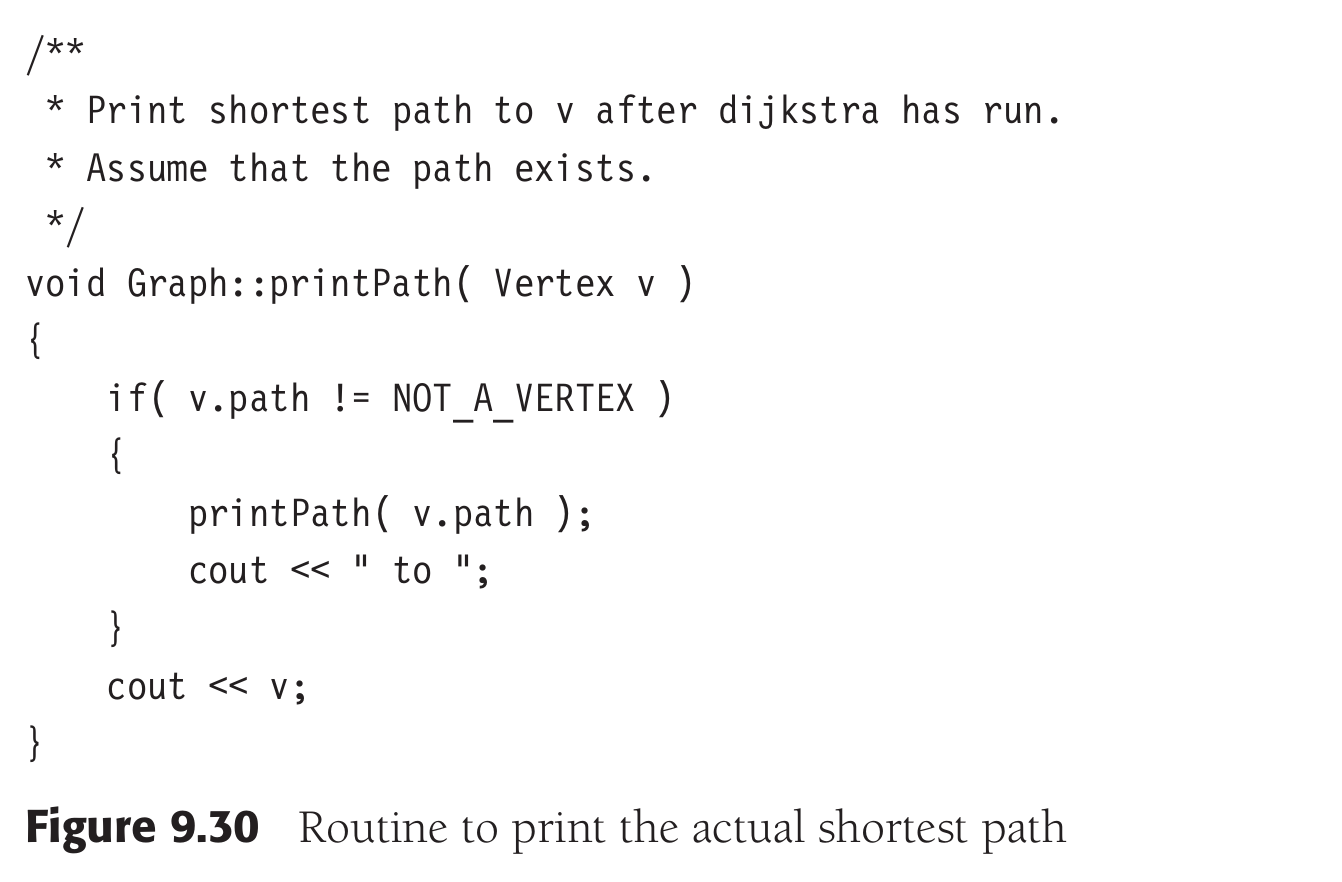 /**
 * Print shortest path to v after dijkstra has run.
 * Assume that the path exists.
 */
void Graph::printPath( Vertex v )
{
    if( v.path != NOT_A_VERTEX )
    {
        printPath( v.path );
        cout << " to ";
    }
    cout << v;
}
Figure 9.30 Routine to print the actual shortest path